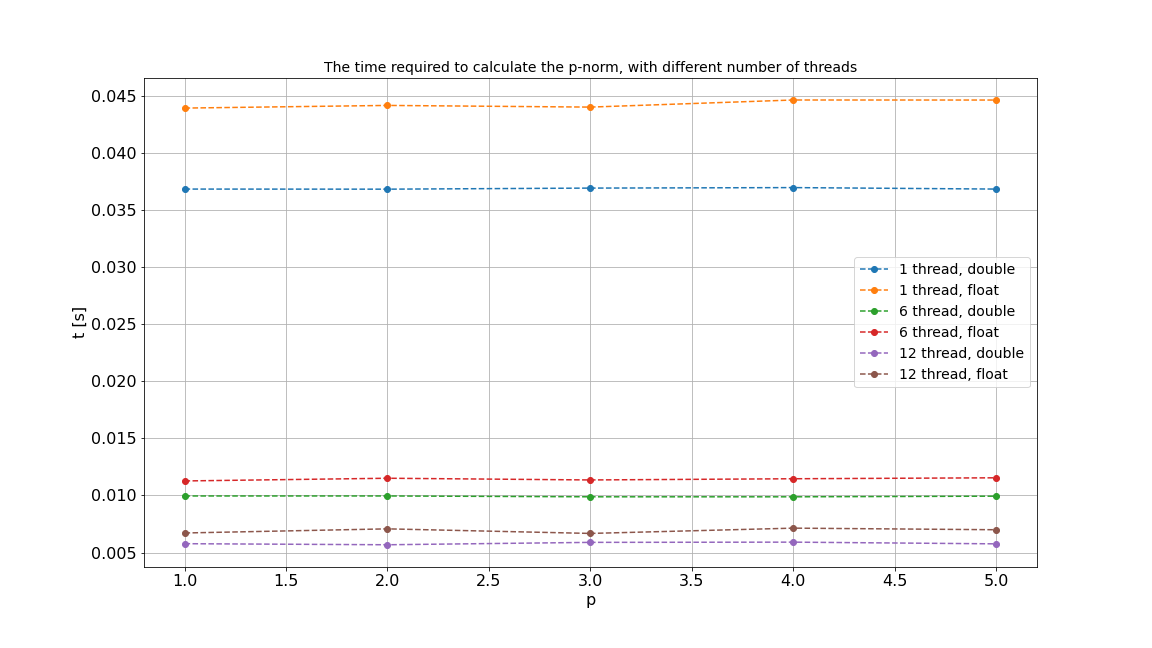 The time required to calculate the p-norm, with different number of threads
0.045
0.040
0.035
0.030
0.025
0.020
0.015
0.010
0.005
t [s]
1 thread, double
1 thread, float
6 thread, double
6 thread, float
12 thread, double
12 thread, float
1.0 1.5 2.0 2.5 3.0 3.5 4.0 4.5 5.0
p